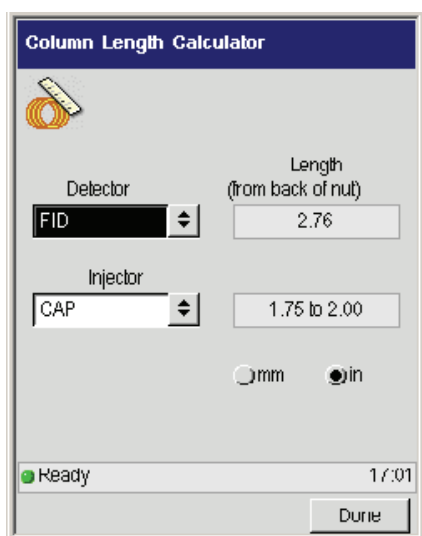 Column Length Calculator
Length
Detector (from back of nut)
FID 2.76
Injector
CAP 1.75 to 2.00
mm in
Ready 17:01
Done